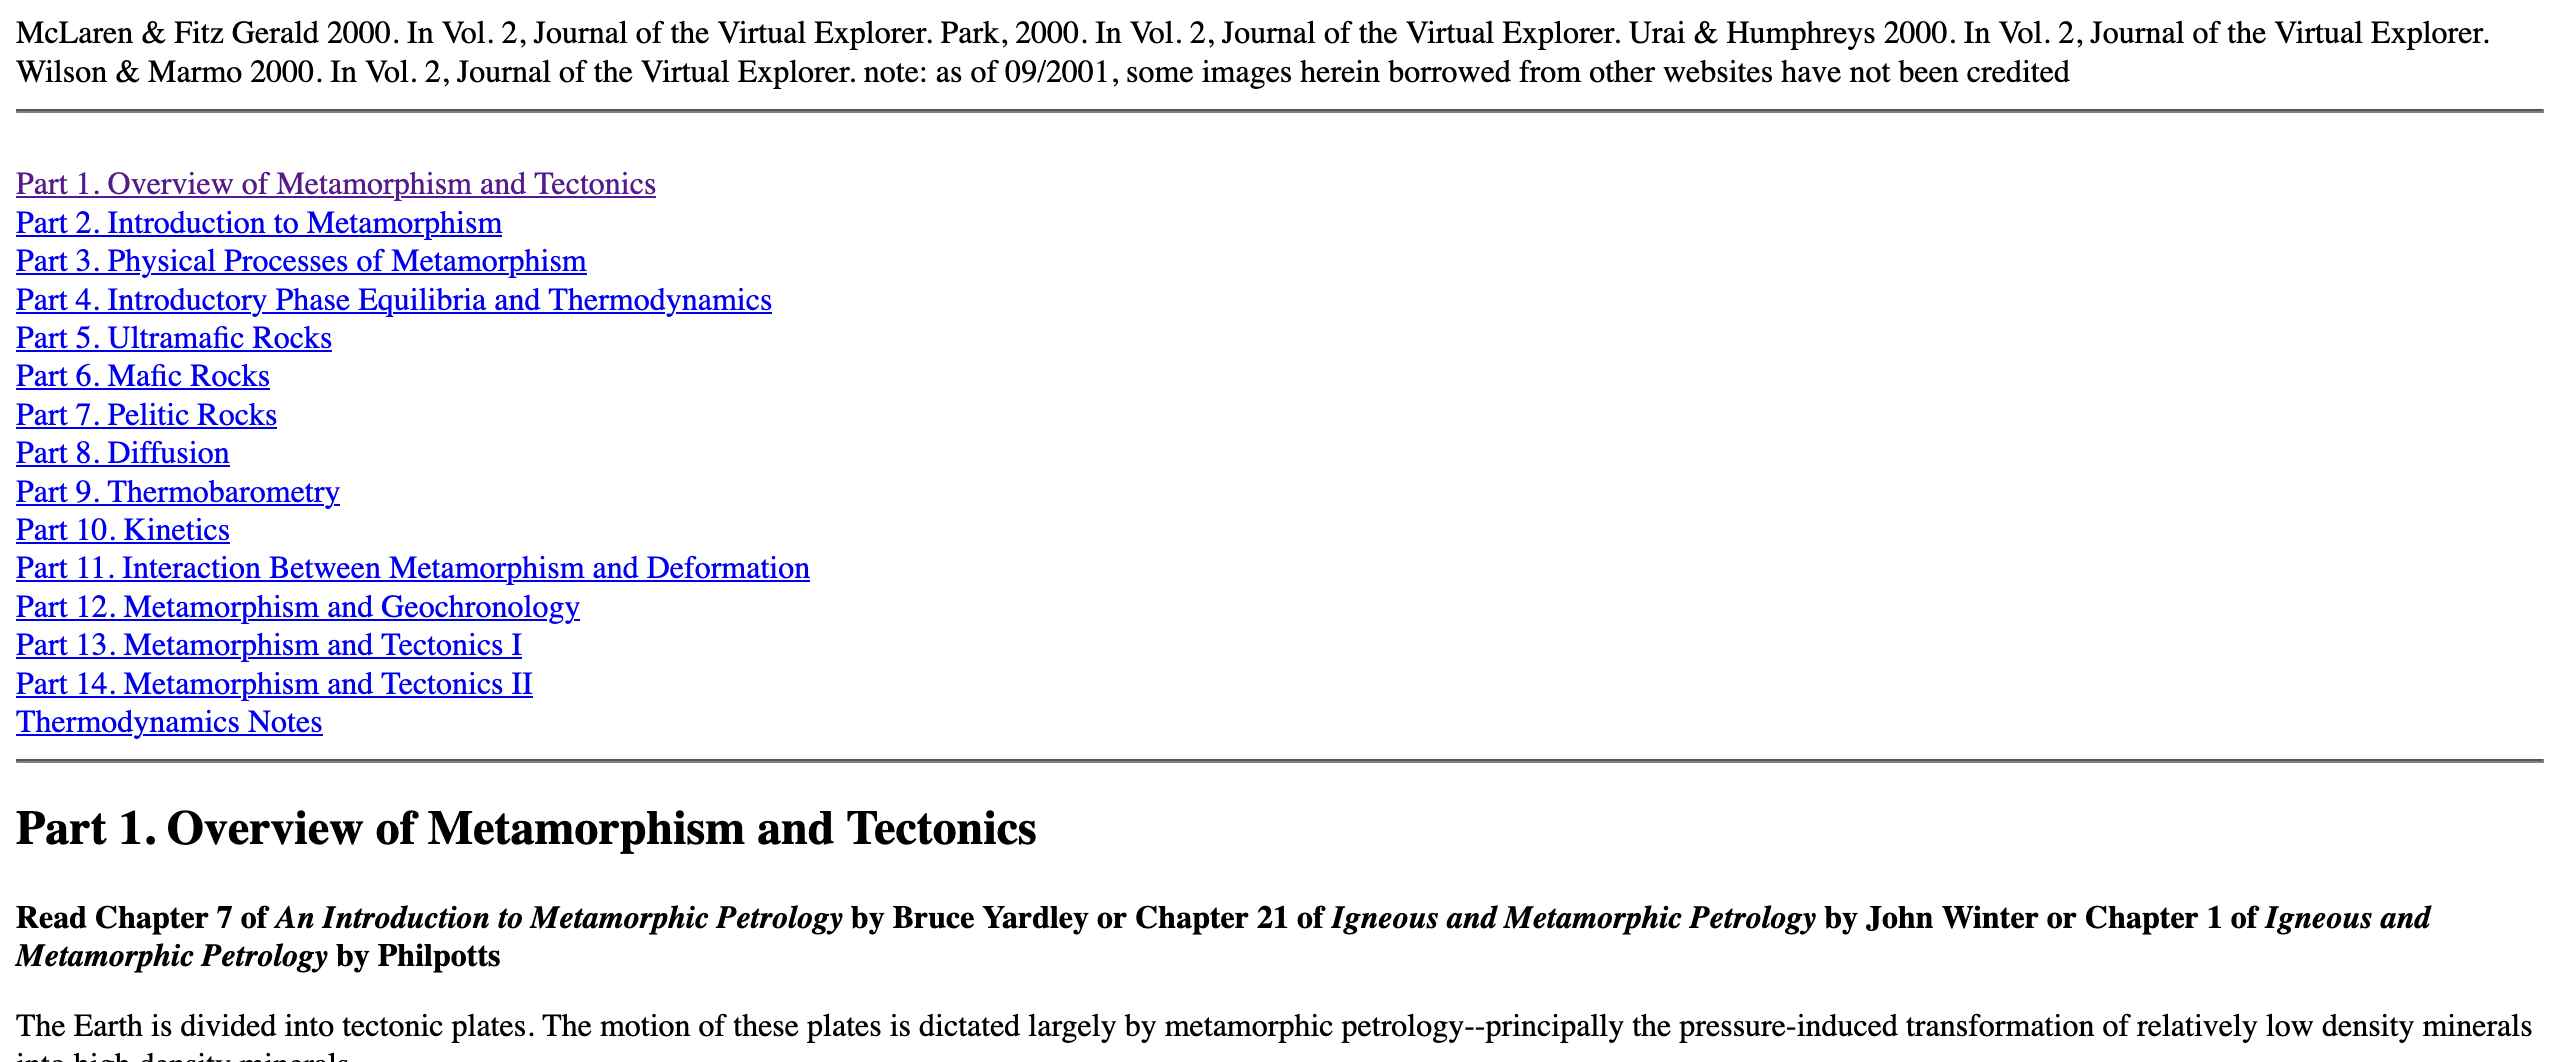 McLaren & Fitz Gerald 2000. In Vol. 2, Journal of the Virtual Explorer. Park, 2000. In Vol. 2, Journal of the Virtual Explorer. Urai & Humphreys 2000. In Vol. 2, Journal of the Virtual Explorer.
Wilson & Marmo 2000. In Vol. 2, Journal of the Virtual Explorer. note: as of 09/2001, some images herein borrowed from other websites have not been credited
Part 1. Overview of Metamorphism and Tectonics
Part 2. Introduction to Metamorphism
Part 3. Physical Processes of Metamorphism
Part 4. Introductory Phase Equilibria and Thermodynamics
Part 5. Ultramafic Rocks
Part 6. Mafic Rocks
Part 7. Pelitic Rocks
Part 8. Diffusion
Part 9. Thermobarometry
Part 10. Kinetics
Part 11. Interaction Between Metamorphism and Deformation
Part 12. Metamorphism and Geochronology
Part 13. Metamorphism and Tectonics I
Part 14. Metamorphism and Tectonics II
Thermodynamics Notes
Part 1. Overview of Metamorphism and Tectonics
Read Chapter 7 of An Introduction to Metamorphic Petrology by Bruce Yardley or Chapter 21 of Igneous and Metamorphic Petrology by John Winter or Chapter 1 of Igneous and
Metamorphic Petrology by Philpotts
The Earth is divided into tectonic plates. The motion of these plates is dictated largely by metamorphic petrology--principally the pressure-induced transformation of relatively low density minerals
into high density minerals.